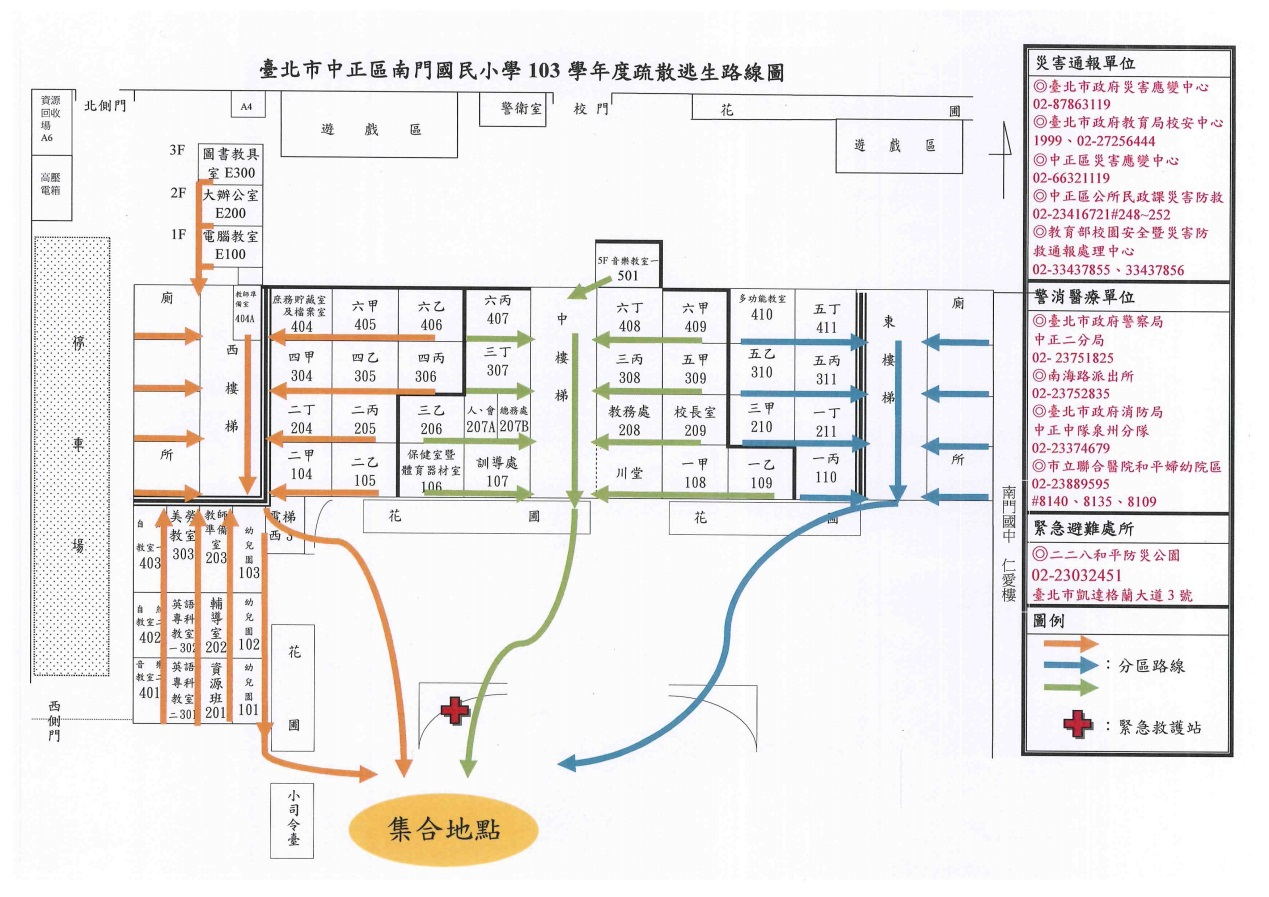 臺北市中正區南門國民小學 103 學年度疏散逃生路線圖
資源
回收
場
A6
北側門
A4
遊 戲 區
警衛室
校 門
花 圃
遊 戲 區
高壓
電箱
3F
圖書教具
室 E300
2F
大辦公室
E200
1F
電腦教室
E100
5F 音樂教室一
501
停 車 場
廁 所
教師準
備室
404A
西 樓 梯
庶務貯藏室
及檔案室
404
六甲
405
六乙
406
六丙
407
中 樓 梯
六丁
408
六甲
409
多功能教室
410
五丁
411
東 樓 梯
廁 所
四甲
304
四乙
305
四丙
306
三丁
307
三丙
308
五甲
309
五乙
310
五丙
311
二丁
204
二丙
205
三乙
206
人、會
207A
總務處
207B
教務處
208
校長室
209
三甲
210
一丁
211
二甲
104
二乙
105
保健室暨
體育器材室
106
訓導處
107
川堂
一甲
108
一乙
109
一丙
110
自
教室一
403
美勞
教室
303
教師
準備
室
203
幼
兒
園
103
電梯
西 3
花 圃
花 圃
南門國中 仁愛樓
教室二
402
英語
專科
教室
一302
輔
導
室
202
幼
兒
園
102
音
教室二
401
英語
專科
教室
二301
資
源
班
201
幼
兒
園
101
花 圃
西
側
門
小
司
令
臺
集合地點
災害通報單位
◎臺北市政府災害應變中心
02-87863119
◎臺北市政府教育局校安中心
1999、02-27256444
◎中正區災害應變中心
02-66321119
◎中正區公所民政課災害防救
02-23416721#248~252
◎教育部校園安全暨災害防
救通報處理中心
02-33437855、33437856
警消醫療單位
◎臺北市政府警察局
中正二分局
02- 23751825
◎南海路派出所
02-23752835
◎臺北市政府消防局
中正中隊泉州分隊
02-23374679
◎市立聯合醫院和平婦幼院區
02-23889595
#8140、8135、8109
緊急避難處所
◎二二八和平防災公園
02-23032451
臺北市凱達格蘭大道 3 號
圖例
：分區路線
：緊急救護站